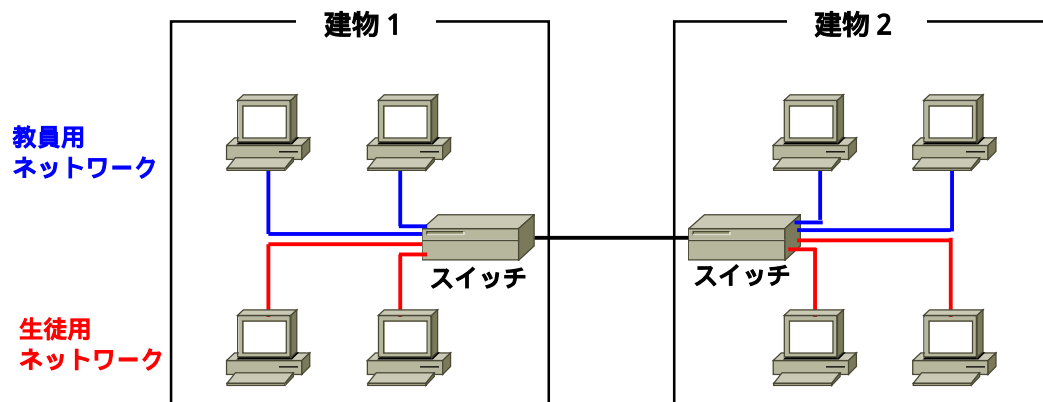 建物 1
建物 2
教員用
ネットワーク
スイッチ
スイッチ
生徒用
ネットワーク